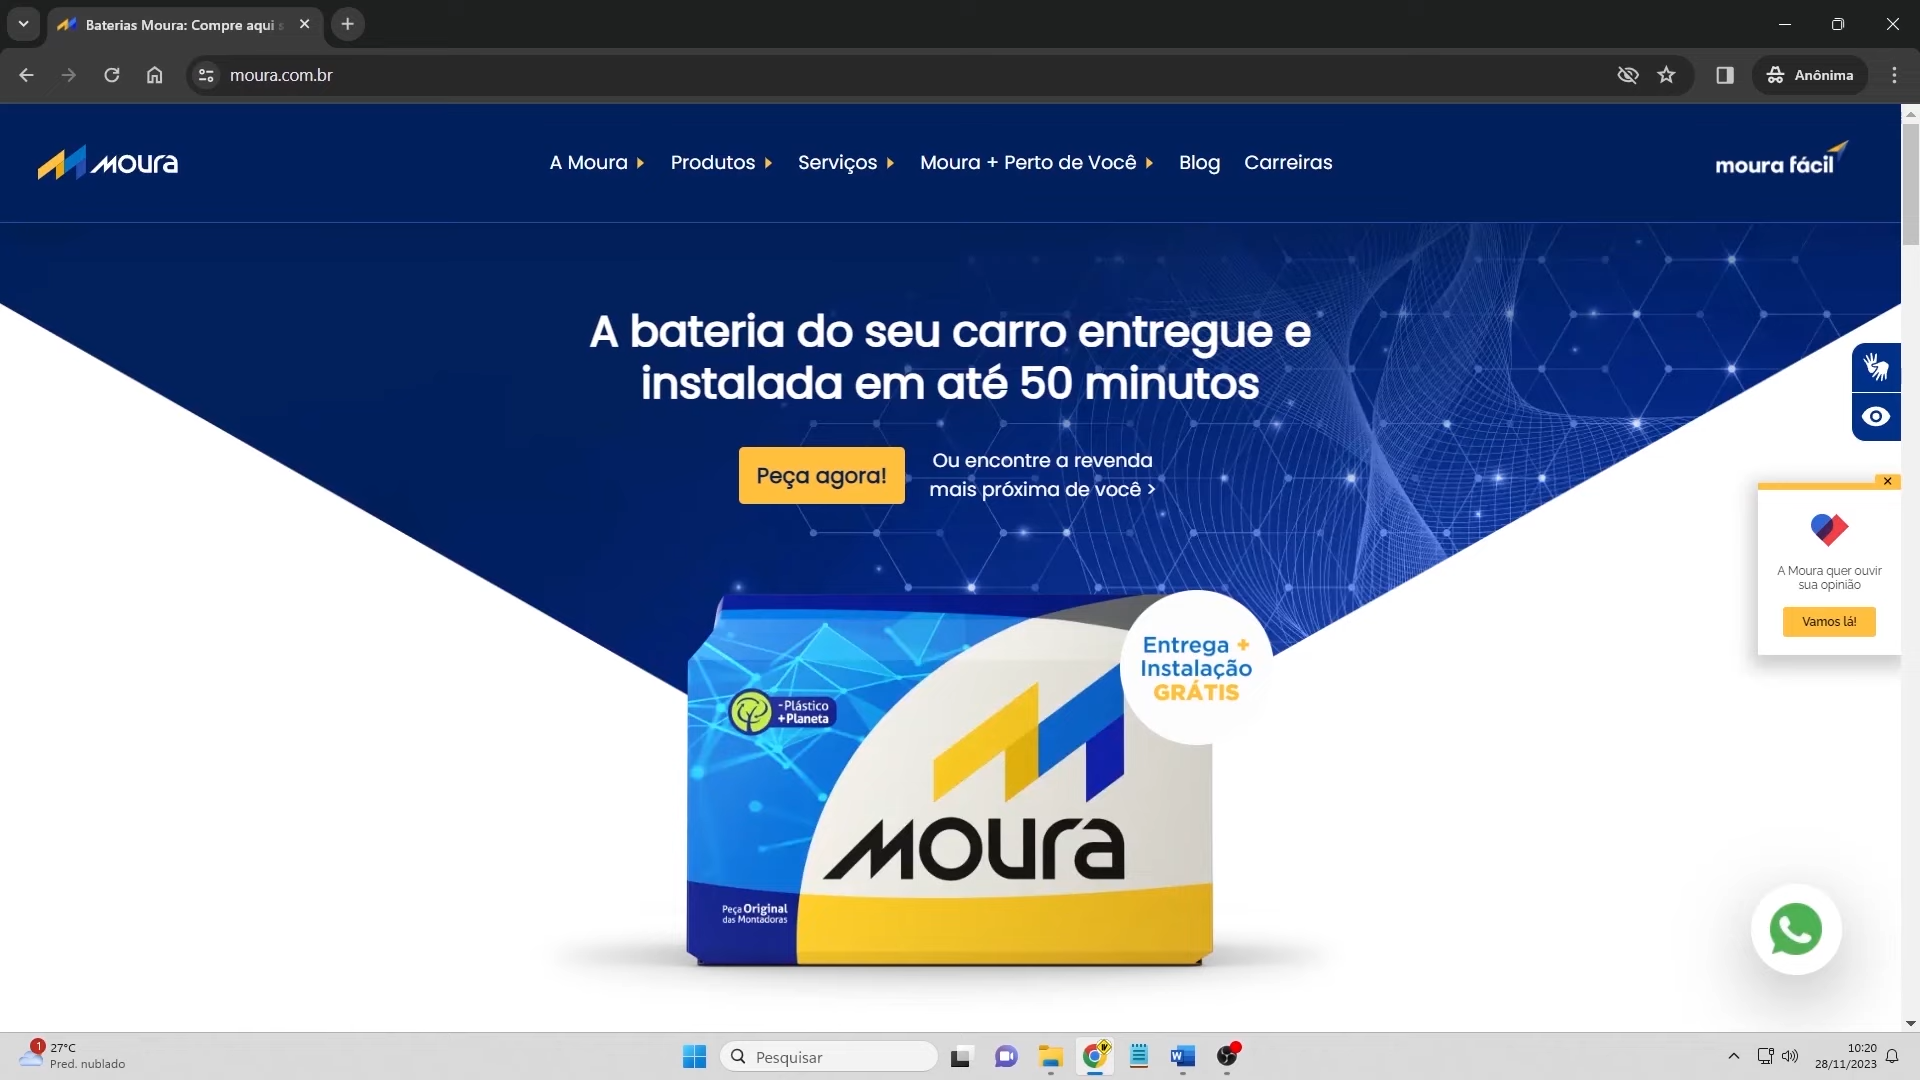 Baterias Moura: Compre aqui s
moura.com.br
Anônima
moura
A Moura
Produtos
Serviços
Moura + Perto de Você
Blog
Carreiras
moura fácil
A bateria do seu carro entregue e
instalada em até 50 minutos
Peça agora!
Ou encontre a revenda
mais próxima de você >
A Moura quer ouvir
sua opinião
Vamos lá!
Entrega +
Instalação
GRÁTIS
-Plástico
+Planeta
moura
Peça Original
das Montadoras
1
27°C
Pred. nublado
Pesquisar
10:20
28/11/2023